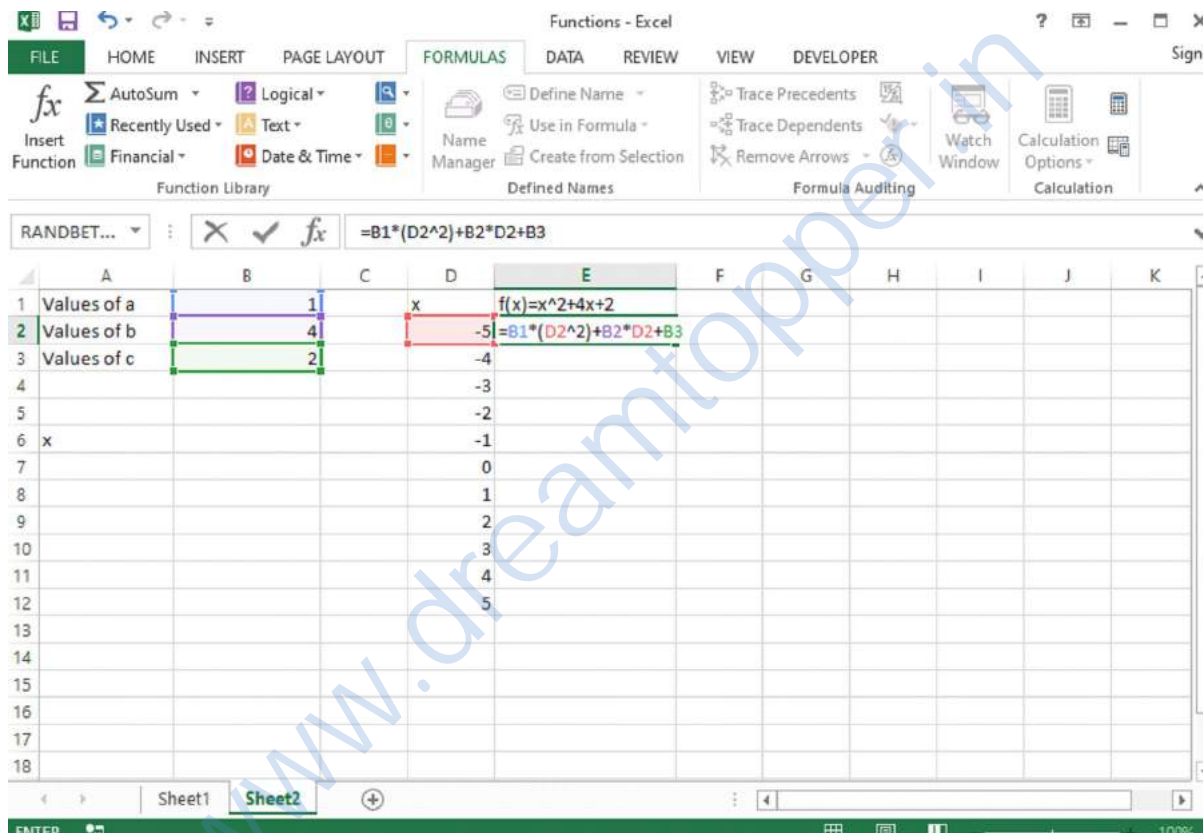 Functions - Excel
?
FILE HOME INSERT PAGE LAYOUT FORMULAS DATA REVIEW VIEW DEVELOPER Sign
fx Insert Function
Σ AutoSum
Recently Used
Financial
Logical
Text
Date & Time
Function Library
Name Manager
Define Name
Use in Formula
Create from Selection
Defined Names
Trace Precedents
Trace Dependents
Remove Arrows
Formula Auditing
Watch Window
Calculation Options
Calculation
RANDBET... fx =B1*(D2^2)+B2*D2+B3
A B C D E F G H I J K
1 Values of a 1 x f(x)=x^2+4x+2
2 Values of b 4 -5 =B1*(D2^2)+B2*D2+B3
3 Values of c 2 -4
4 -3
5 -2
6 x -1
7 0
8 1
9 2
10 3
11 4
12 5
13
14
15
16
17
18
Sheet1 Sheet2
ENTER 100%
www.dreamtopper.in